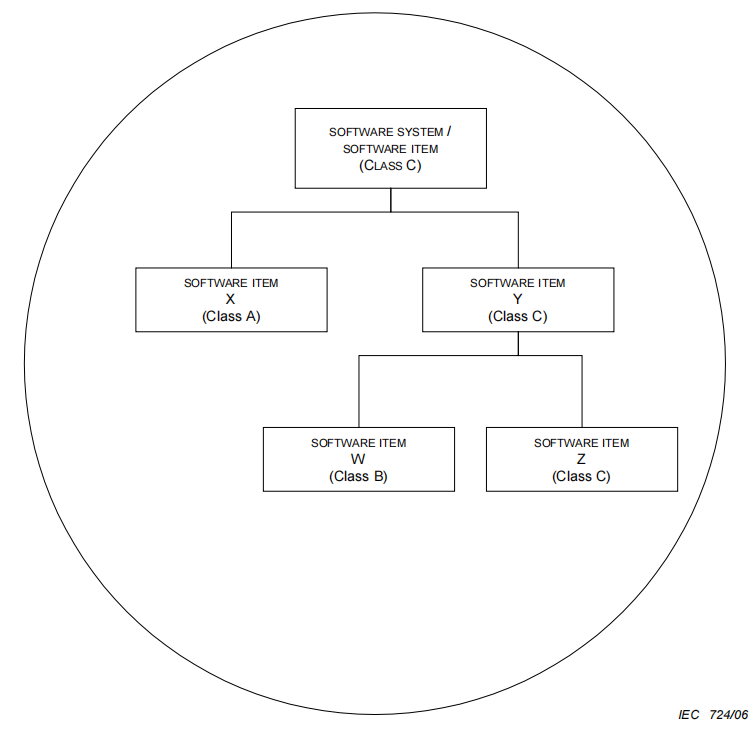 SOFTWARE SYSTEM /
SOFTWARE ITEM
(CLASS C)
SOFTWARE ITEM
X
(Class A)
SOFTWARE ITEM
Y
(Class C)
SOFTWARE ITEM
W
(Class B)
SOFTWARE ITEM
Z
(Class C)
IEC 724/06